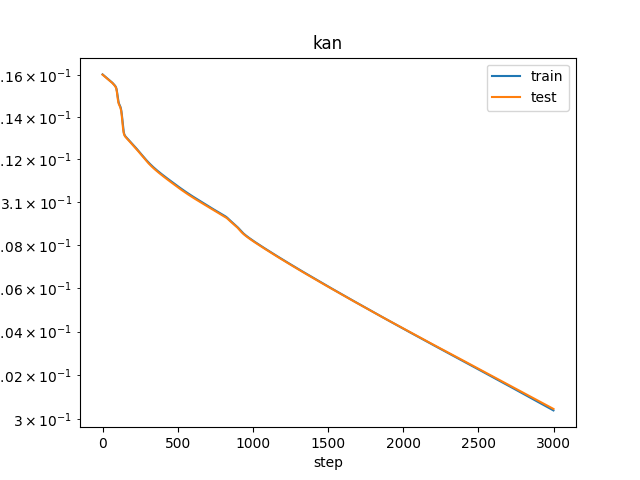 kan
train
test
.16 × 10⁻¹
.14 × 10⁻¹
.12 × 10⁻¹
3.1 × 10⁻¹
.08 × 10⁻¹
.06 × 10⁻¹
.04 × 10⁻¹
.02 × 10⁻¹
3 × 10⁻¹
0 500 1000 1500 2000 2500 3000
step